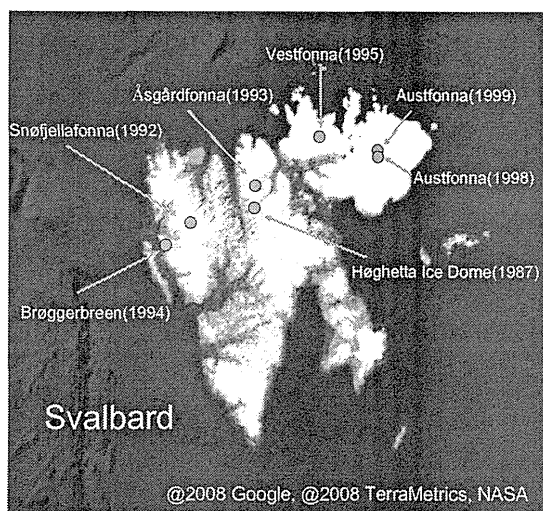 Vestfonna(1995)
Åsgårdfonna(1993)
Austfonna(1999)
Snøfjellafonna(1992)
Austfonna(1998)
Høghetta Ice Dome(1987)
Brøggerbreen(1994)
Svalbard
@2008 Google, @2008 TerraMetrics, NASA